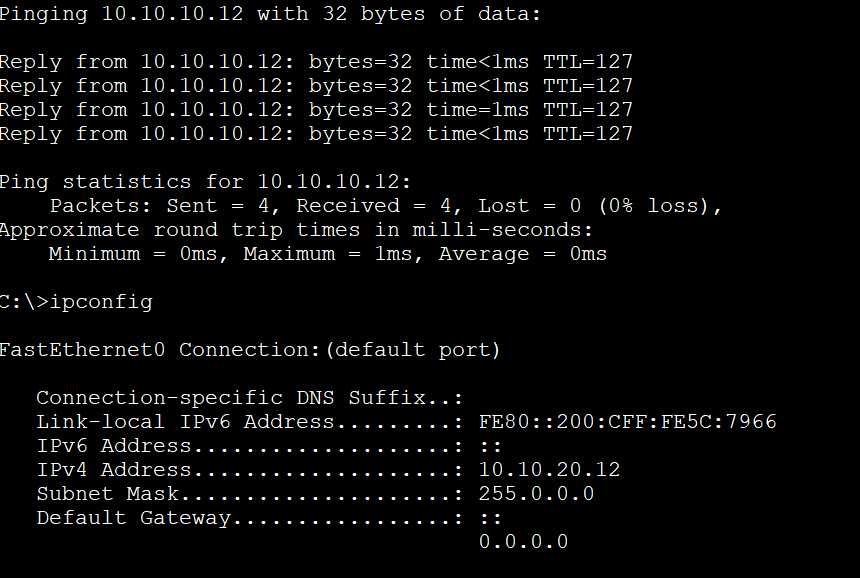 Pinging 10.10.10.12 with 32 bytes of data:
Reply from 10.10.10.12: bytes=32 time<1ms TTL=127
Reply from 10.10.10.12: bytes=32 time<1ms TTL=127
Reply from 10.10.10.12: bytes=32 time=1ms TTL=127
Reply from 10.10.10.12: bytes=32 time<1ms TTL=127
Ping statistics for 10.10.10.12:
Packets: Sent = 4, Received = 4, Lost = 0 (0% loss),
Approximate round trip times in milli-seconds:
Minimum = 0ms, Maximum = 1ms, Average = 0ms
C:\>ipconfig
FastEthernet0 Connection:(default port)
Connection-specific DNS Suffix..:
Link-local IPv6 Address.........: FE80::200:CFF:FE5C:7966
IPv6 Address....................: ::
IPv4 Address....................: 10.10.20.12
Subnet Mask.....................: 255.0.0.0
Default Gateway.................: ::
0.0.0.0